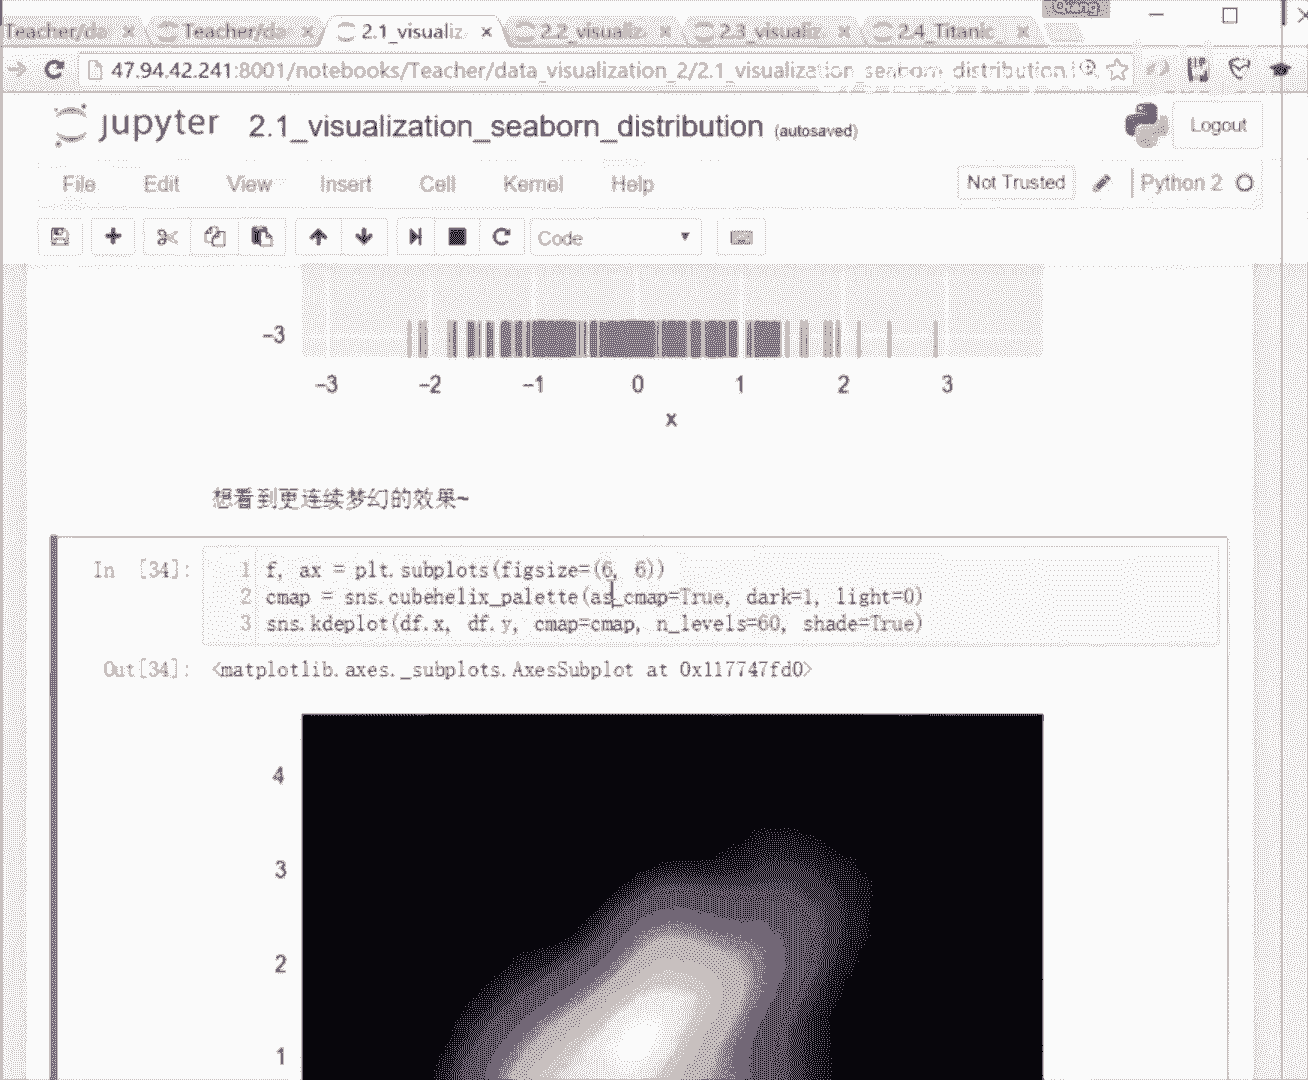 Quang
Teacher/da
Teacher/da
2.1_visualiz
2.2_visualiz
2.3_visualiz
2.4_Titanic_
47.94.42.241:8001/notebooks/Teacher/data_visualization_2/2.1_visualization_seaborn_distribution.i
jupyter 2.1_visualization_seaborn_distribution (autosaved)
Logout
File Edit View Insert Cell Kernel Help
Not Trusted
Python 2
Code
-3
-3 -2 -1 0 1 2 3
x
想看到更连续梦幻的效果~
In [34]:
1 f, ax = plt.subplots(figsize=(6, 6))
2 cmap = sns.cubehelix_palette(as_cmap=True, dark=1, light=0)
3 sns.kdeplot(df.x, df.y, cmap=cmap, n_levels=60, shade=True)
Out[34]: <matplotlib.axes._subplots.AxesSubplot at 0x117747fd0>
4
3
2
1